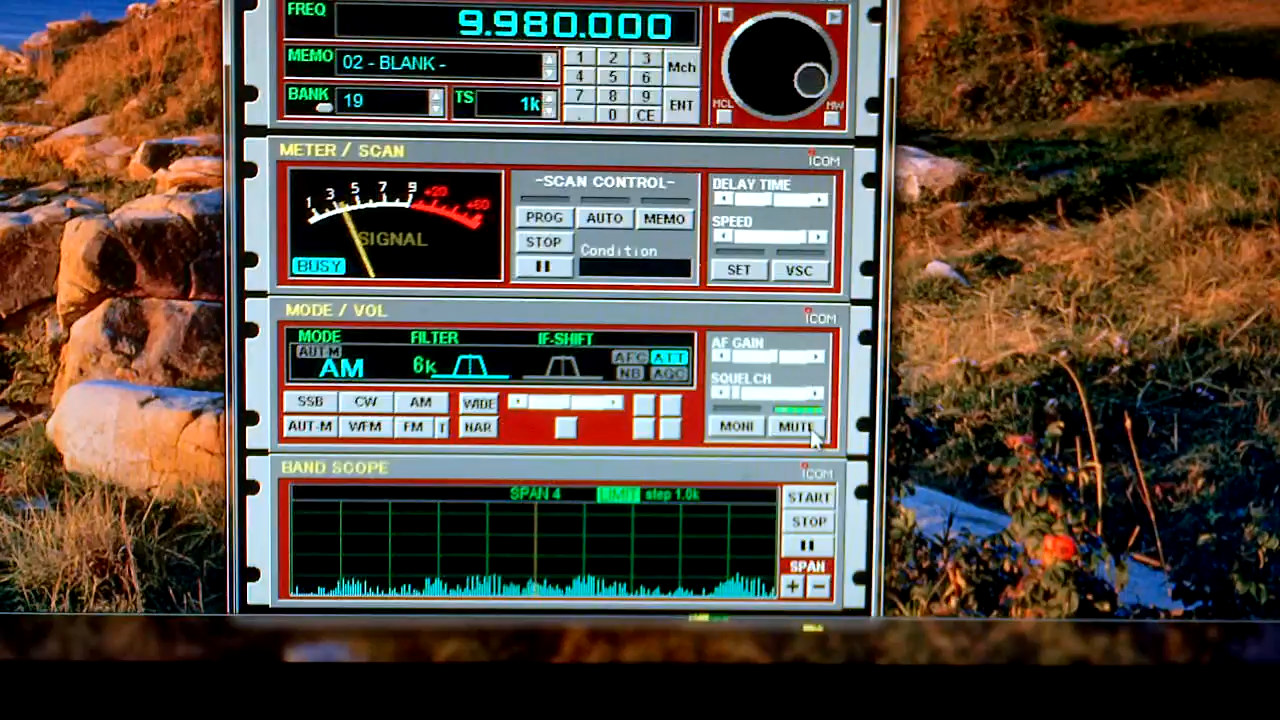 FREQ 9.980.000
MEMO 02 - BLANK -
1 2 3 Mch
4 5 6
BANK 19 TS 1k
7 8 9 ENT
. 0 CE
MCL MW
METER / SCAN ICOM
1 3 5 7 9 +20 +60
SIGNAL
BUSY
-SCAN CONTROL-
PROG AUTO MEMO
STOP Condition
DELAY TIME
SPEED
SET VSC
MODE / VOL ICOM
MODE FILTER IF-SHIFT
AUT-M AM 6k AFC ATT
NB AGC
AF GAIN
SQUELCH
SSB CW AM WIDE
AUT-M WFM FM T NAR
MONI MUTE
BAND SCOPE ICOM
SPAN 4 LIMIT step 1.0k
START
STOP
SPAN
+ -